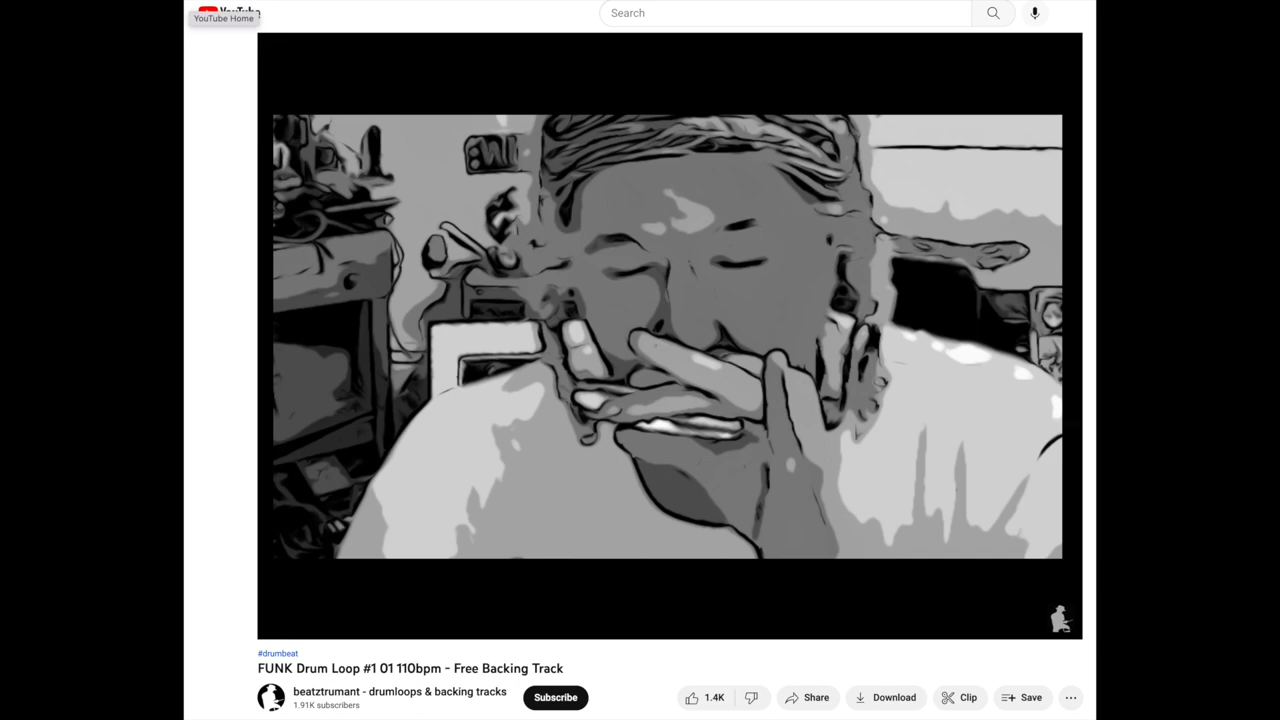 YouTube
YouTube Home
Search
#drumbeat
FUNK Drum Loop #1 01 110bpm - Free Backing Track
beatztrumant - drumloops & backing tracks
1.91K subscribers
Subscribe
1.4K
Share
Download
Clip
Save